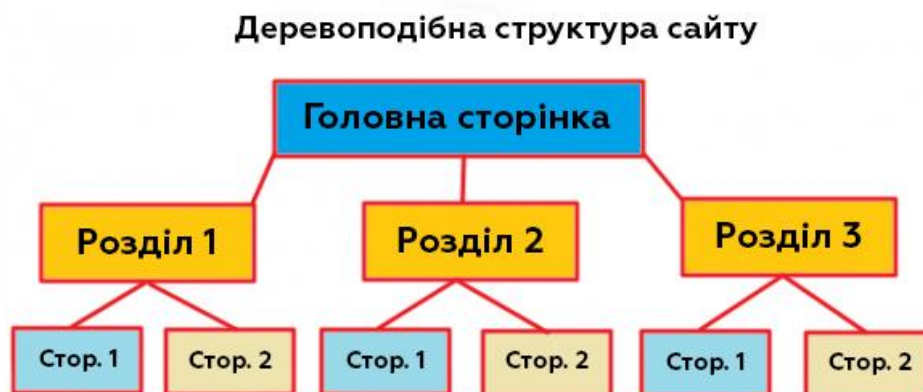 Деревоподібна структура сайту
Головна сторінка
Розділ 1
Розділ 2
Розділ 3
Стор. 1
Стор. 2
Стор. 1
Стор. 2
Стор. 1
Стор. 2